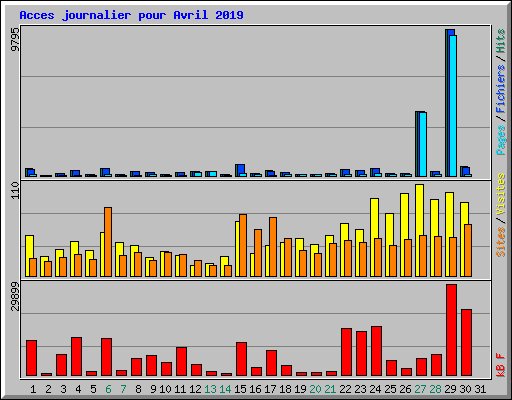 Acces journalier pour Avril 2019
9795
Pages / Fichiers / Hits
110
Sites / Visites
29899
kB F
1 2 3 4 5 6 7 8 9 10 11 12 13 14 15 16 17 18 19 20 21 22 23 24 25 26 27 28 29 30 31